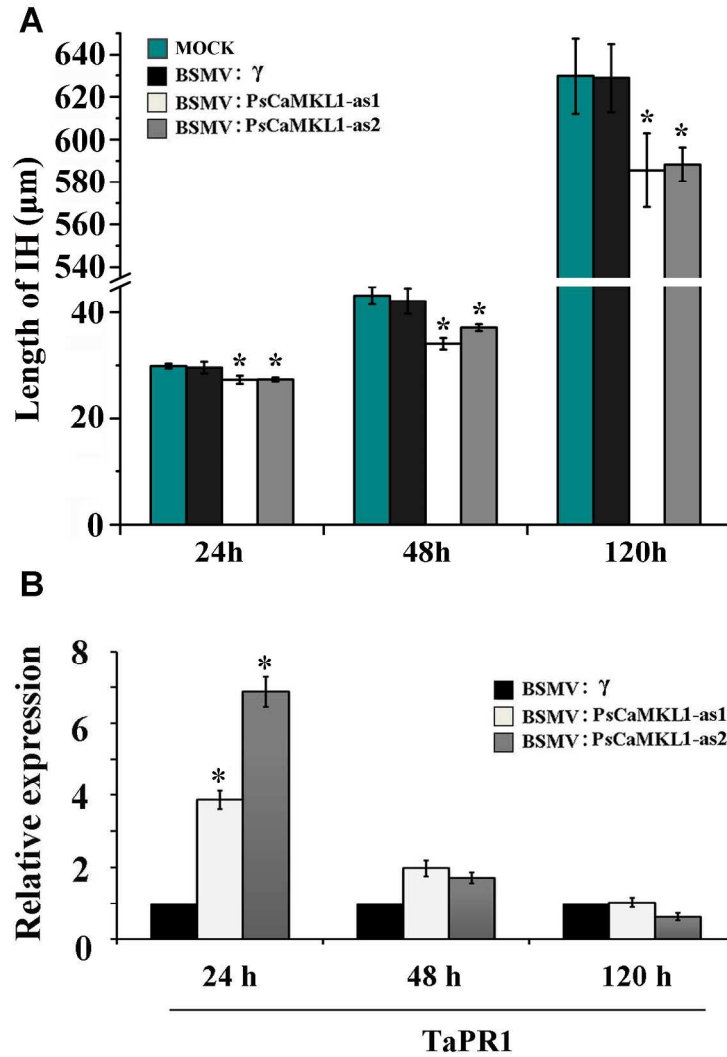 A
MOCK
BSMV: γ
BSMV:PsCaMKL1-as1
BSMV:PsCaMKL1-as2
Length of IH (μm)
640
620
600
580
560
540
40
20
0
* * * * * *
24h 48h 120h
B
Relative expression
8
6
4
2
0
* *
BSMV: γ
BSMV:PsCaMKL1-as1
BSMV:PsCaMKL1-as2
24 h 48 h 120 h
TaPR1